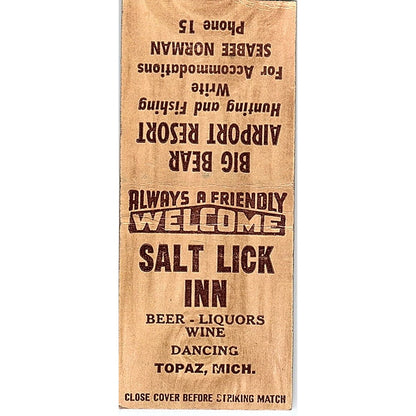 BIG BEAR
AIRPORT RESORT
Hunting and Fishing
Write
For Accommodations
SEABEE NORMAN
Phone 15
ALWAYS A FRIENDLY
WELCOME
SALT LICK
INN
BEER - LIQUORS
WINE
DANCING
TOPAZ, MICH.
CLOSE COVER BEFORE STRIKING MATCH